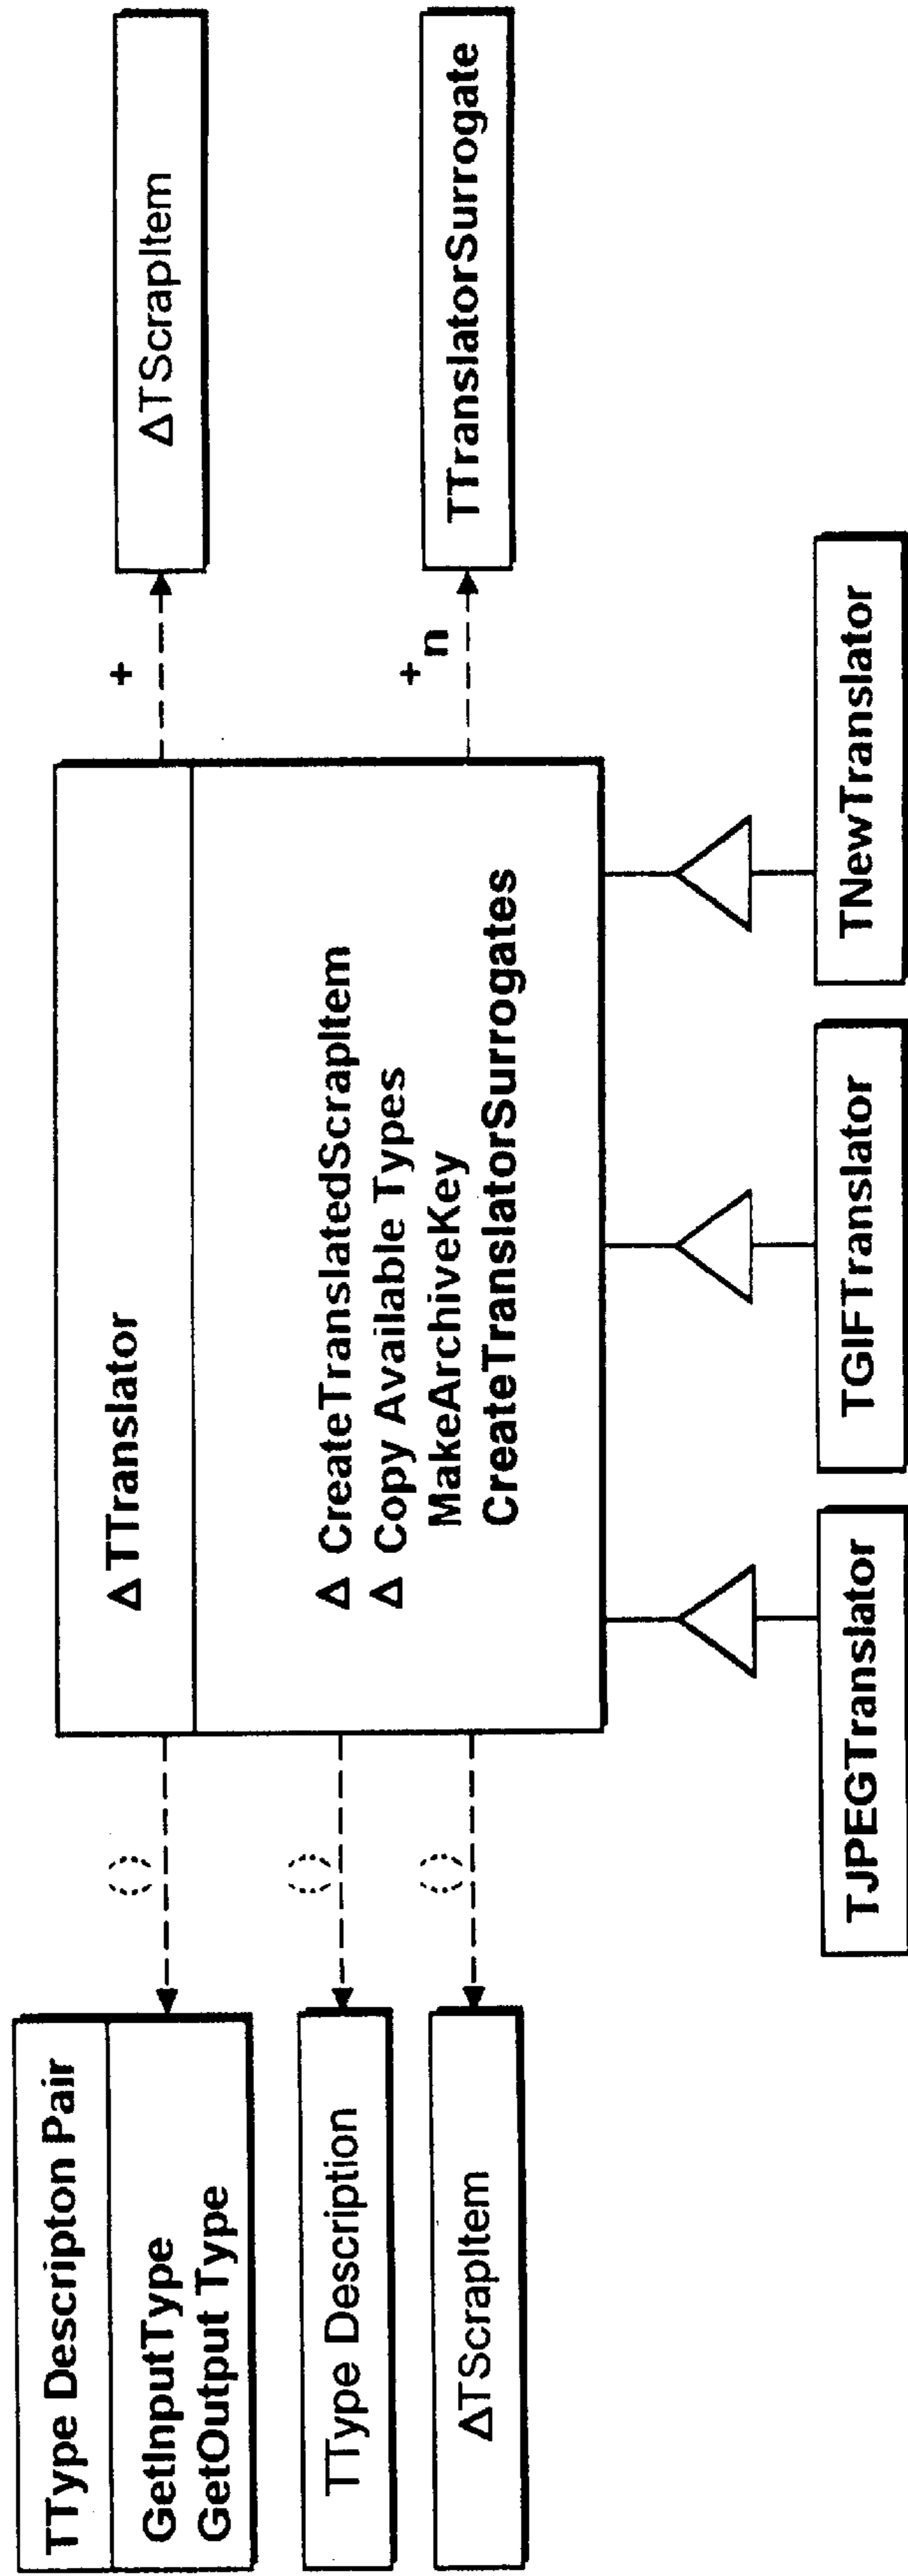 TType Descripton Pair
GetInputType
GetOutput Type
TType Description
ΔTScrapItem
()
()
()
Δ TTranslator
Δ CreateTranslatedScrapItem
Δ Copy Available Types
MakeArchiveKey
CreateTranslatorSurrogates
+
ΔTScrapItem
+n
TTranslatorSurrogate
TJPEGTranslator
TGIFTranslator
TNewTranslator